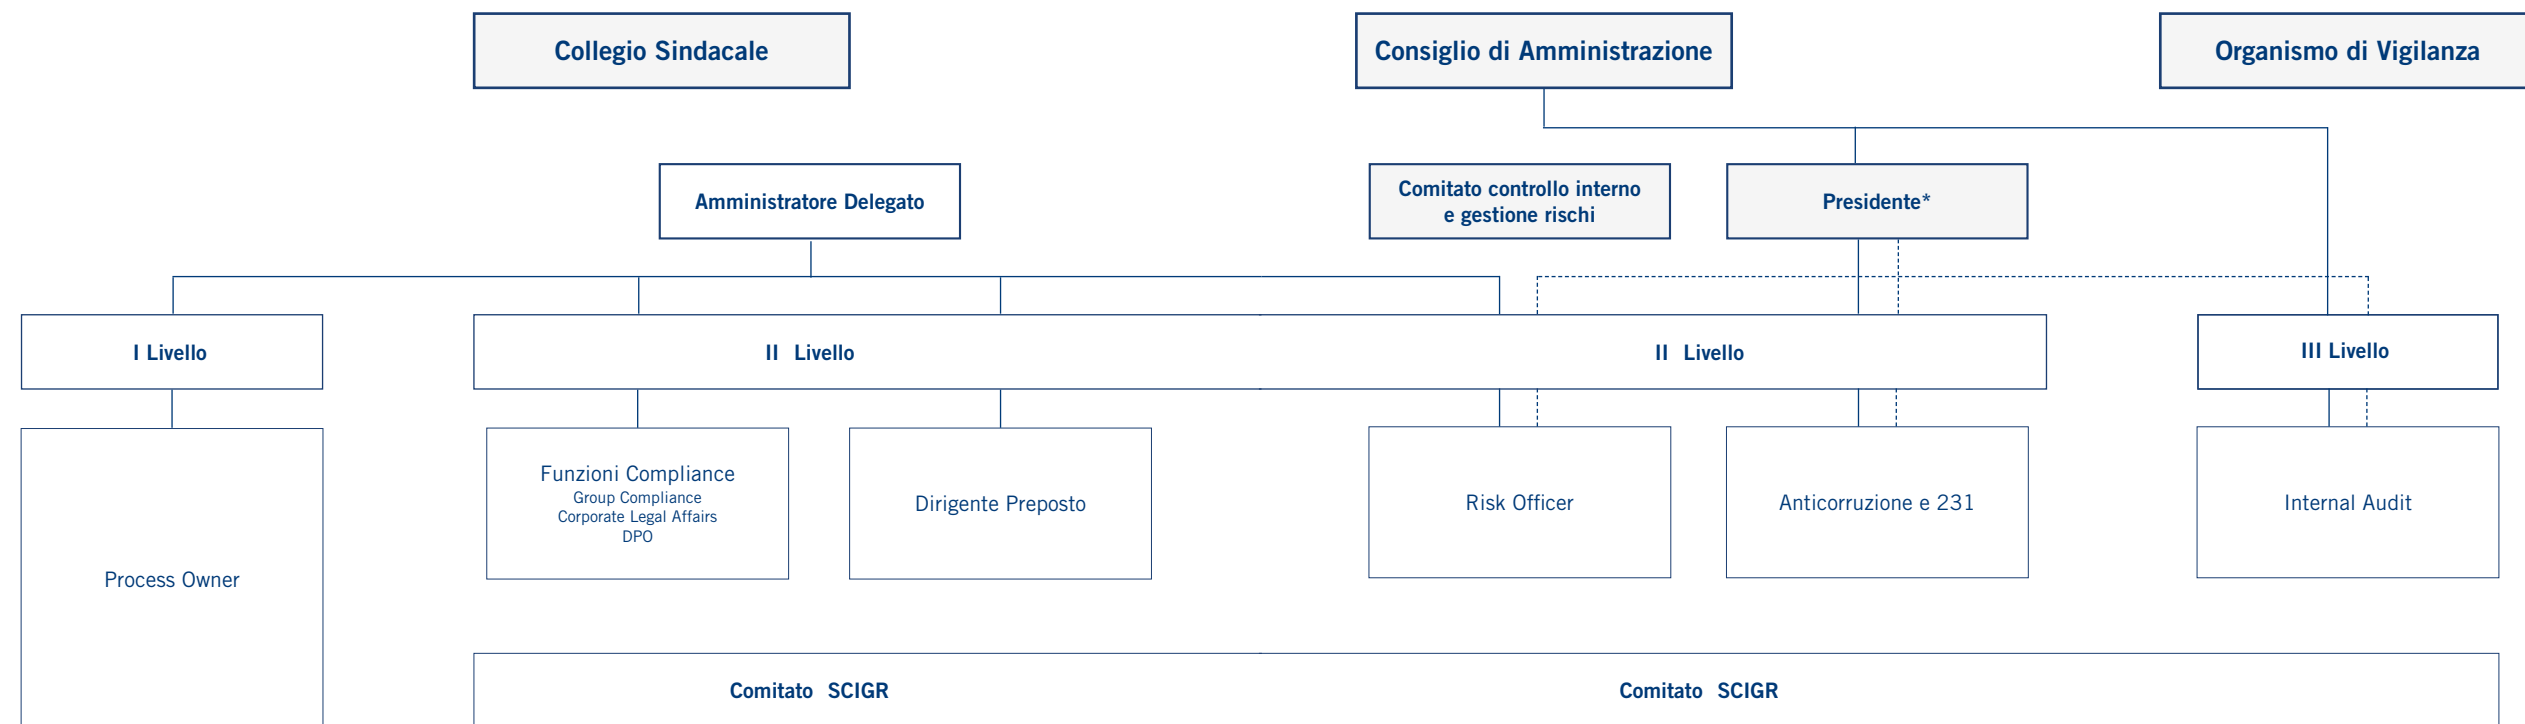 Collegio Sindacale
Consiglio di Amministrazione
Organismo di Vigilanza
Amministratore Delegato
Comitato controllo interno
e gestione rischi
Presidente*
I Livello
II Livello
II Livello
III Livello
Process Owner
Funzioni Compliance
Group Compliance
Corporate Legal Affairs
DPO
Dirigente Preposto
Risk Officer
Anticorruzione e 231
Internal Audit
Comitato SCIGR
Comitato SCIGR